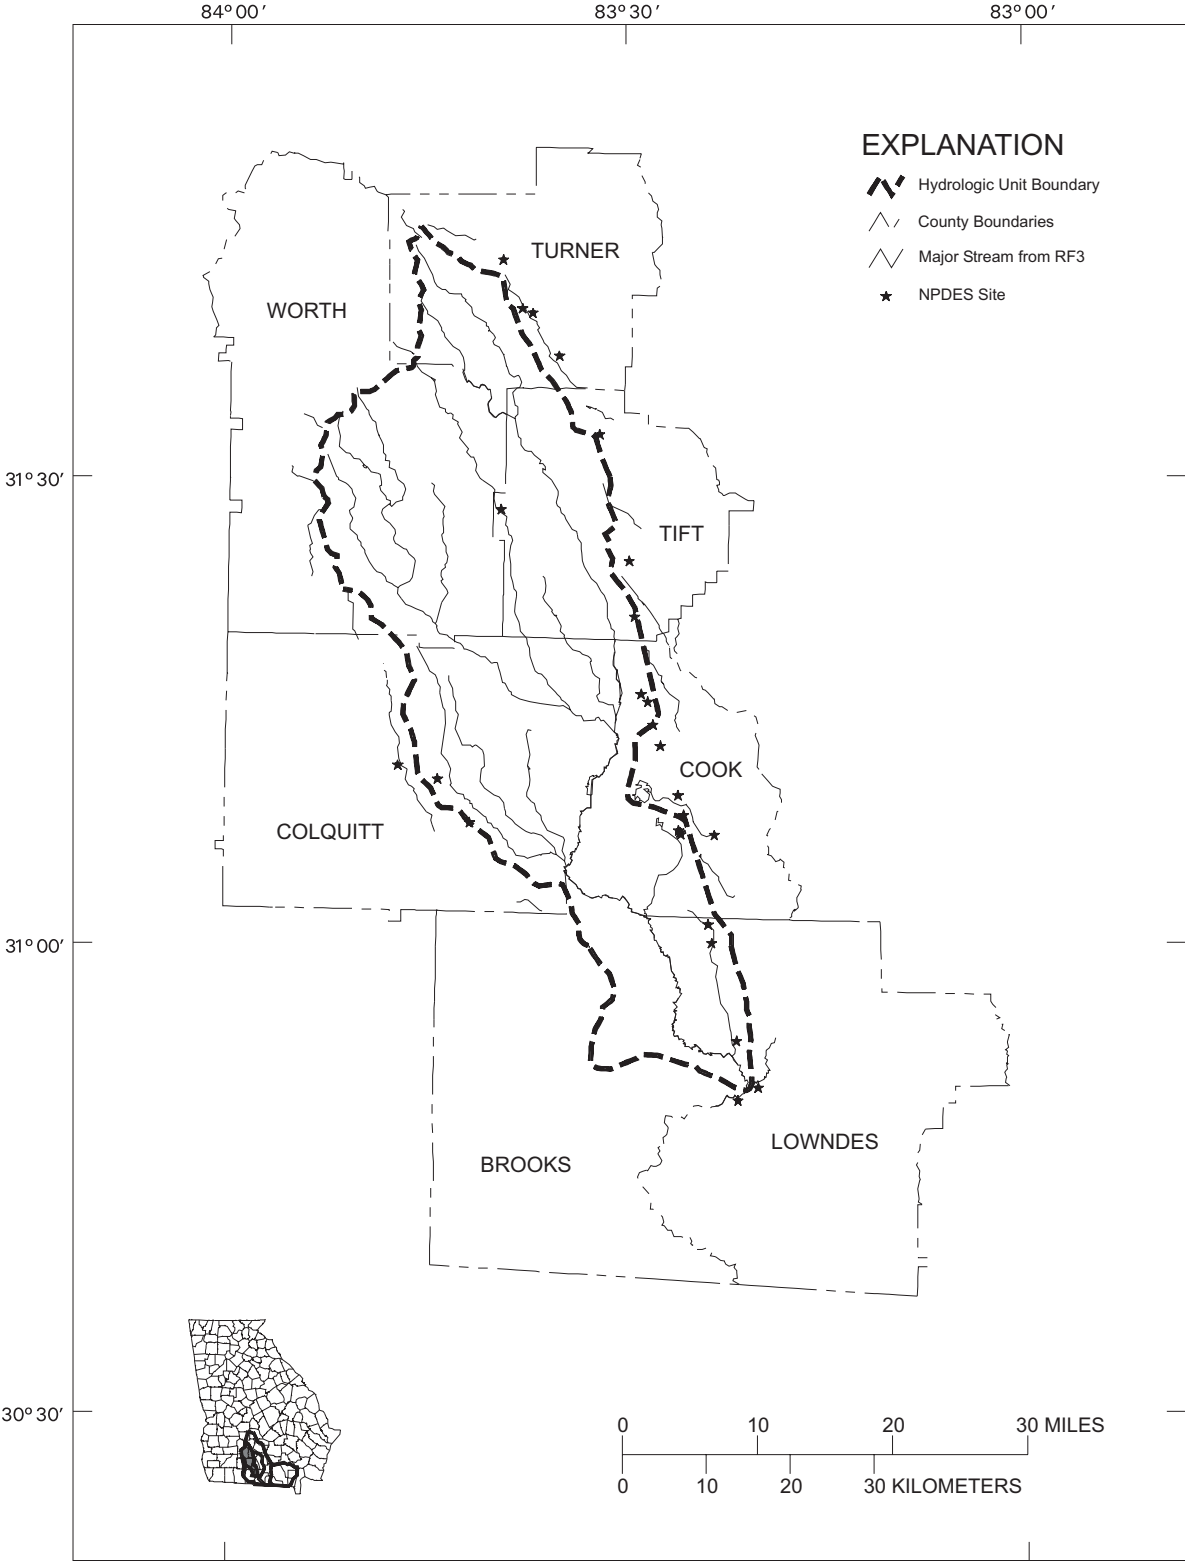 84°00′ 83°30′ 83°00′
EXPLANATION
Hydrologic Unit Boundary
County Boundaries
Major Stream from RF3
NPDES Site
TURNER
WORTH
31°30′
TIFT
COOK
COLQUITT
31°00′
LOWNDES
BROOKS
30°30′
0 10 20 30 MILES
0 10 20 30 KILOMETERS